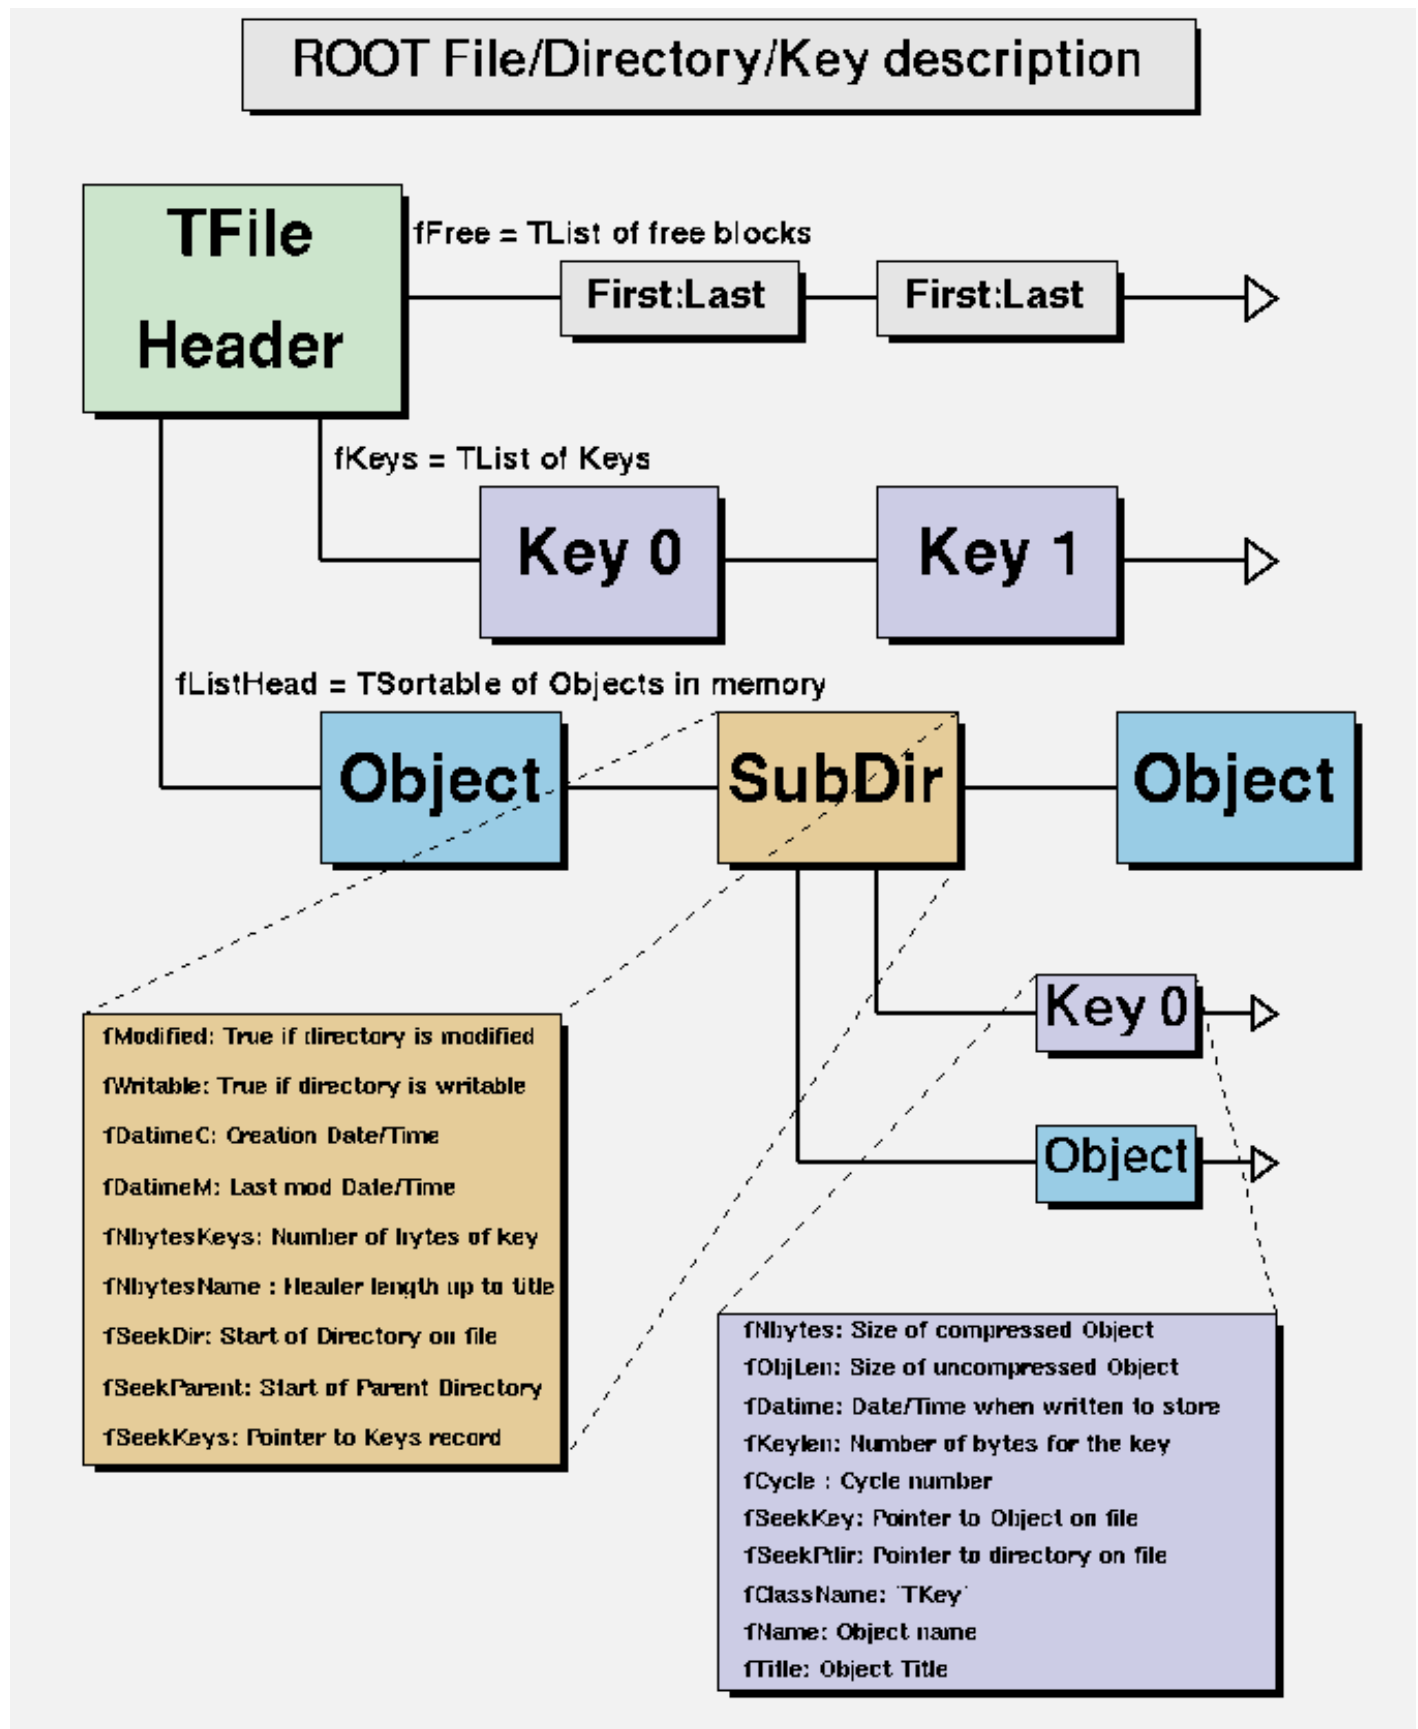 ROOT File/Directory/Key description
TFile
Header
fFree = TList of free blocks
First:Last
First:Last
fKeys = TList of Keys
Key 0
Key 1
fListHead = TSortable of Objects in memory
Object
SubDir
Object
Key 0
Object
fModified: True if directory is modified
fWritable: True if directory is writable
fDatimeC: Creation Date/Time
fDatimeM: Last mod Date/Time
fNbytesKeys: Number of bytes of key
fNbytesName : Header length up to title
fSeekDir: Start of Directory on file
fSeekParent: Start of Parent Directory
fSeekKeys: Pointer to Keys record
fNbytes: Size of compressed Object
fObjLen: Size of uncompressed Object
fDatime: Date/Time when written to store
fKeylen: Number of bytes for the key
fCycle : Cycle number
fSeekKey: Pointer to Object on file
fSeekPdir: Pointer to directory on file
fClassName: 'TKey'
fName: Object name
fTitle: Object Title